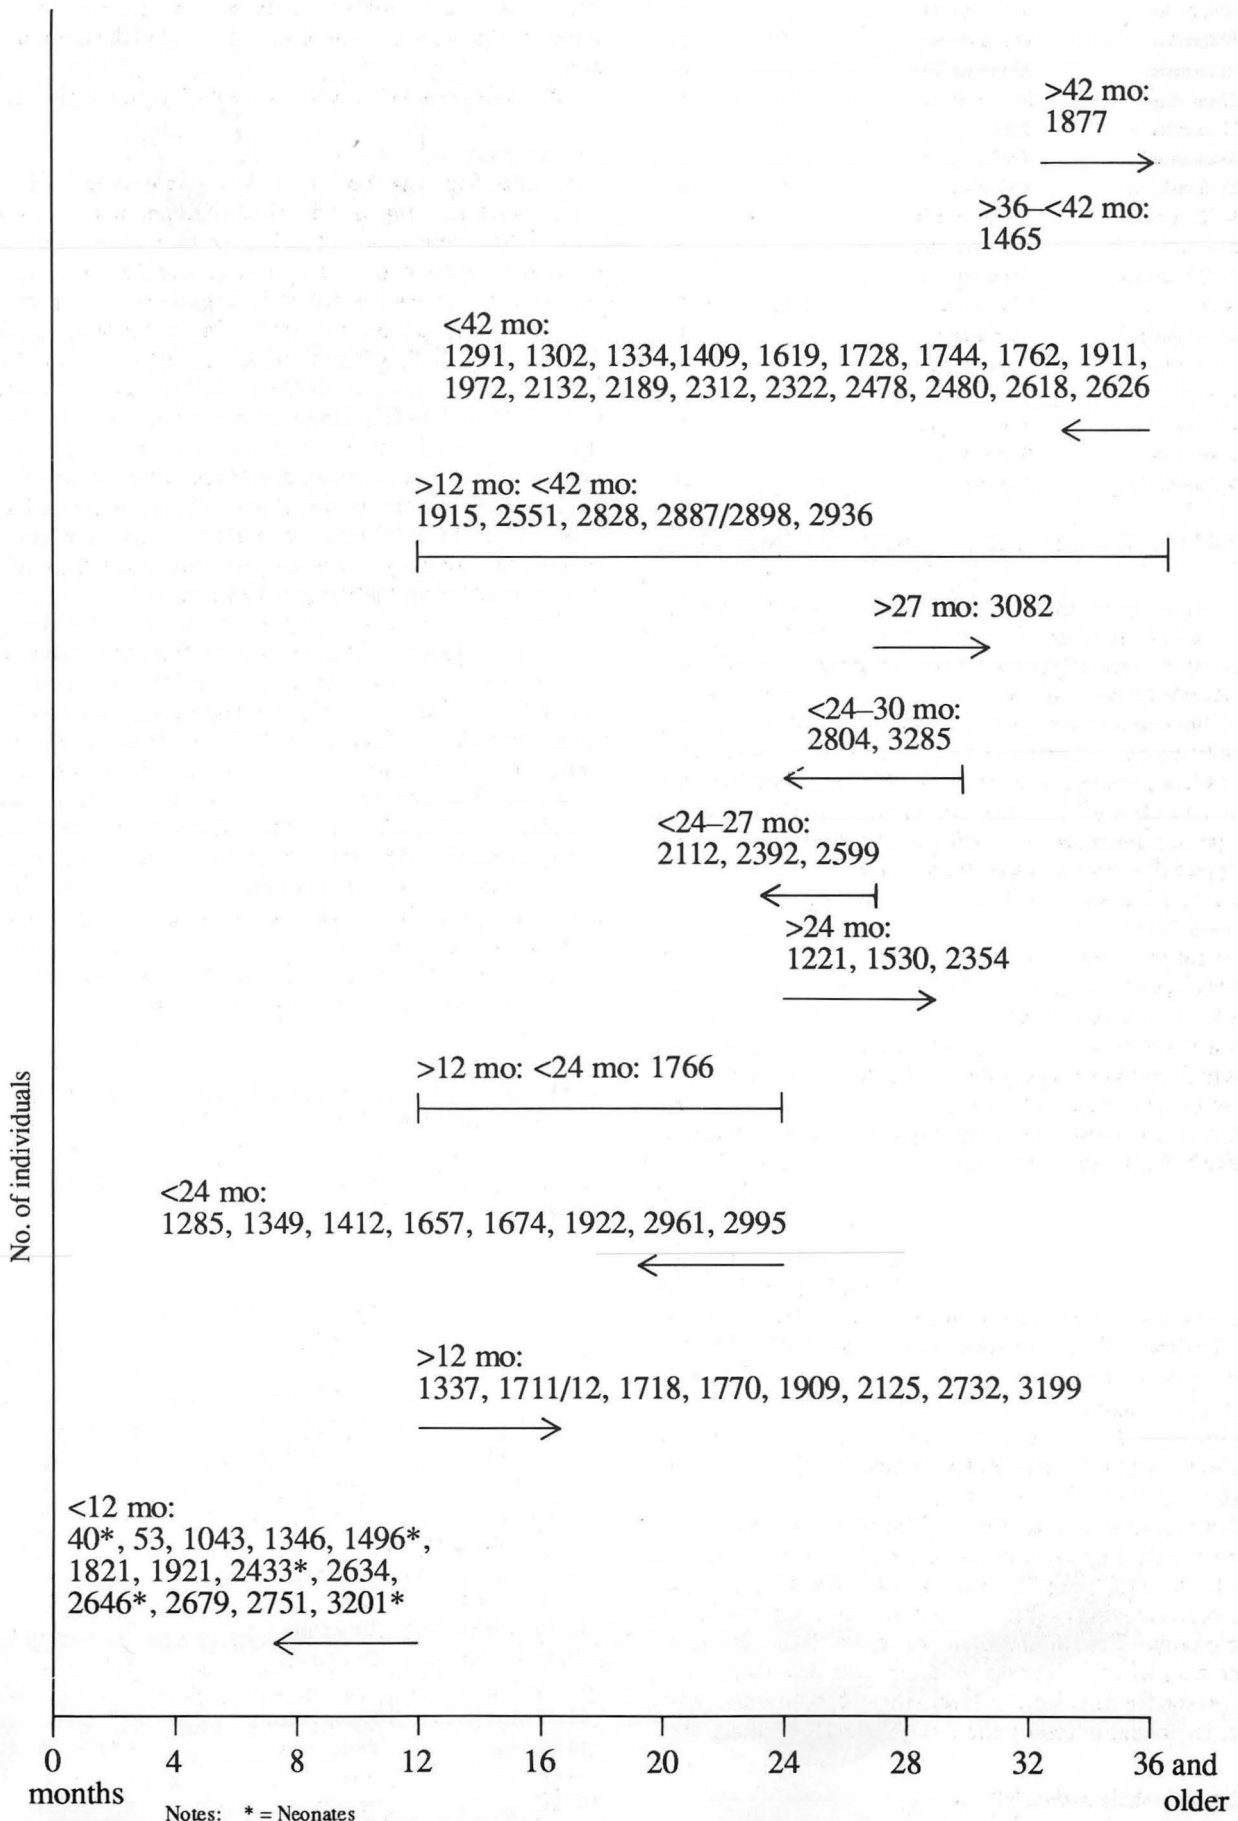 >42 mo:
1877
>36–<42 mo:
1465
<42 mo:
1291, 1302, 1334,1409, 1619, 1728, 1744, 1762, 1911,
1972, 2132, 2189, 2312, 2322, 2478, 2480, 2618, 2626
>12 mo: <42 mo:
1915, 2551, 2828, 2887/2898, 2936
>27 mo: 3082
<24–30 mo:
2804, 3285
<24–27 mo:
2112, 2392, 2599
>24 mo:
1221, 1530, 2354
>12 mo: <24 mo: 1766
<24 mo:
1285, 1349, 1412, 1657, 1674, 1922, 2961, 2995
>12 mo:
1337, 1711/12, 1718, 1770, 1909, 2125, 2732, 3199
<12 mo:
40*, 53, 1043, 1346, 1496*,
1821, 1921, 2433*, 2634,
2646*, 2679, 2751, 3201*
No. of individuals
0 4 8 12 16 20 24 28 32 36 and
months older
Notes: * = Neonates